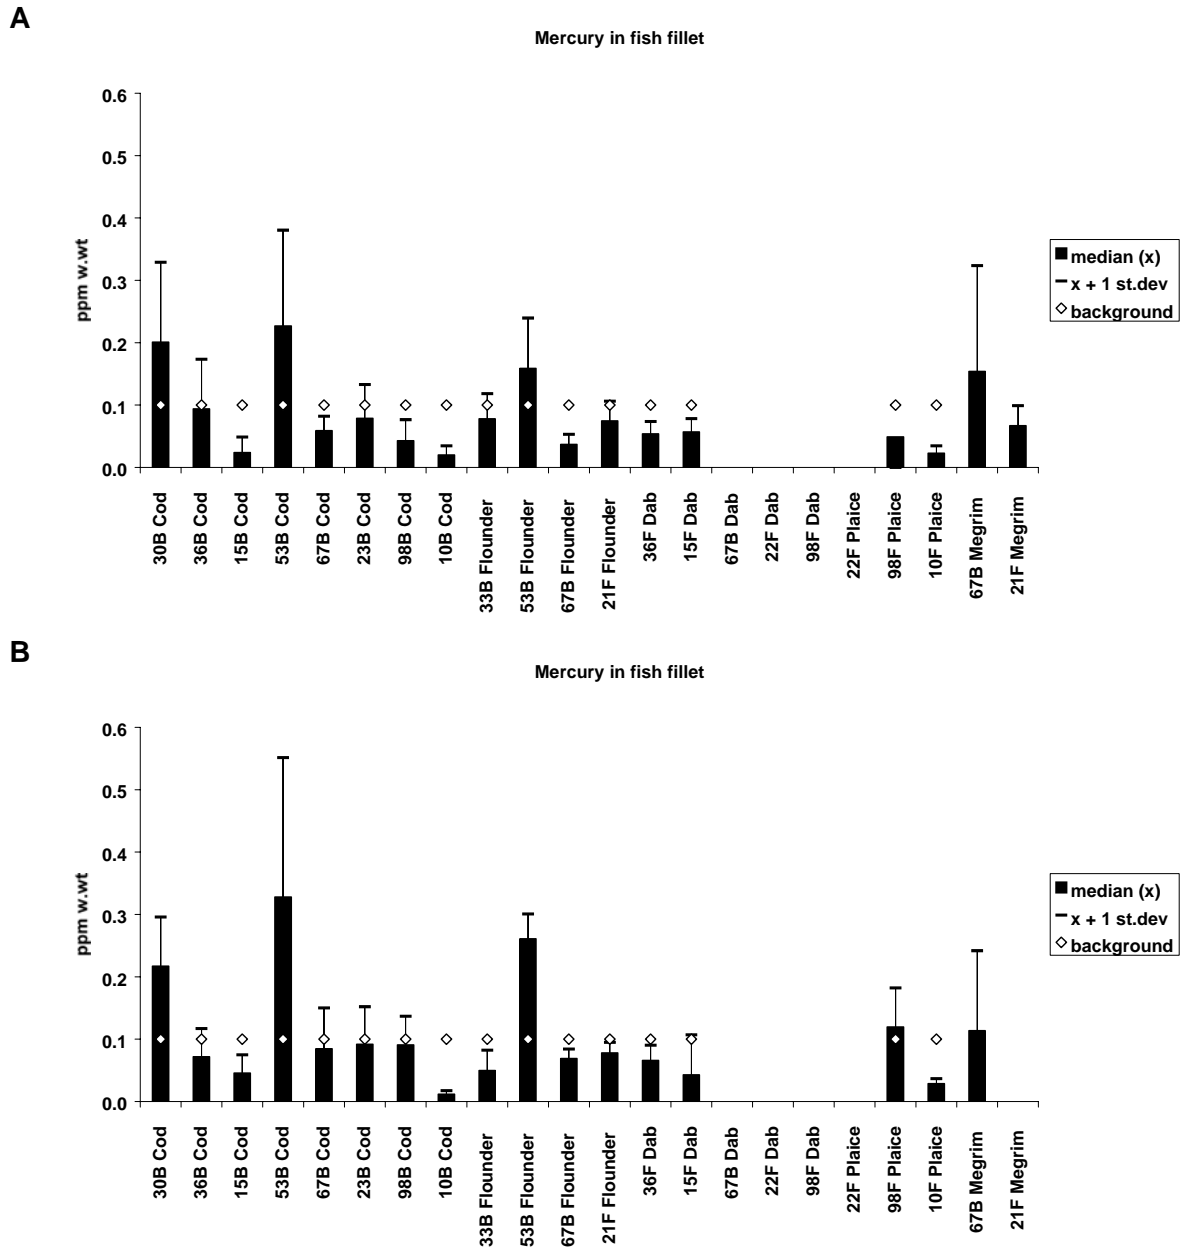 A
Mercury in fish fillet
0.6
0.5
0.4
0.3
0.2
0.1
0.0
ppm w.wt
30B Cod
36B Cod
15B Cod
53B Cod
67B Cod
23B Cod
98B Cod
10B Cod
33B Flounder
53B Flounder
67B Flounder
21F Flounder
36F Dab
15F Dab
67B Dab
22F Dab
98F Dab
22F Plaice
98F Plaice
10F Plaice
67B Megrim
21F Megrim
median (x)
x + 1 st.dev
background
B
Mercury in fish fillet
0.6
0.5
0.4
0.3
0.2
0.1
0.0
ppm w.wt
30B Cod
36B Cod
15B Cod
53B Cod
67B Cod
23B Cod
98B Cod
10B Cod
33B Flounder
53B Flounder
67B Flounder
21F Flounder
36F Dab
15F Dab
67B Dab
22F Dab
98F Dab
22F Plaice
98F Plaice
10F Plaice
67B Megrim
21F Megrim
median (x)
x + 1 st.dev
background